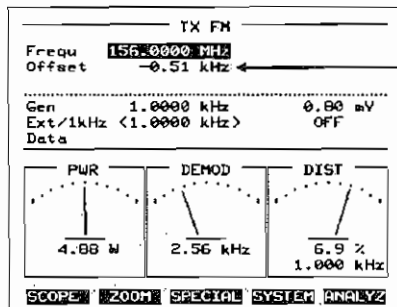 TX FM
Frequ 156.0000 MHz
Offset -0.51 kHz
Gen 1.0000 kHz 0.80 mV
Ext/1kHz <1.0000 kHz> OFF
Data
PWR DEMOD DIST
4.88 W 2.56 kHz 6.9 %
1.000 kHz
SCOPE ZOOM SPECIAL SYSTEM ANALYZ